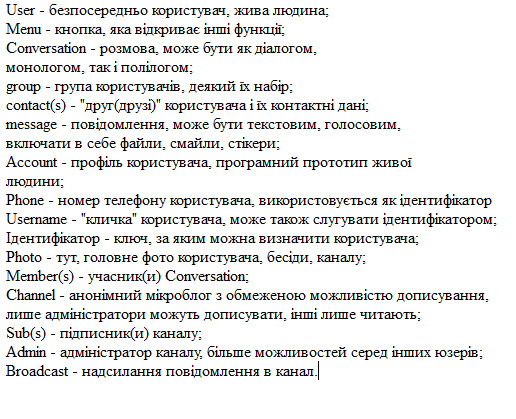 User - безпосередньо користувач, жива людина;
Menu - кнопка, яка відкриває інші функції;
Conversation - розмова, може бути як діалогом,
монологом, так і полілогом;
group - група користувачів, деякий їх набір;
contact(s) - "друг(друзі)" користувача і їх контактні дані;
message - повідомлення, може бути текстовим, голосовим,
включати в себе файли, смайли, стікери;
Account - профіль користувача, програмний прототип живої
людини;
Phone - номер телефону користувача, використовується як ідентифікатор
Username - "кличка" користувача, може також слугувати ідентифікатором;
Ідентифікатор - ключ, за яким можна визначити користувача;
Photo - тут, головне фото користувача, бесіди, каналу;
Member(s) - учасник(и) Conversation;
Channel - анонімний мікроблог з обмеженою можливістю дописування,
лише адміністратори можуть дописувати, інші лише читають;
Sub(s) - підписник(и) каналу;
Admin - адміністратор каналу, більше можливостей серед інших юзерів;
Broadcast - надсилання повідомлення в канал.